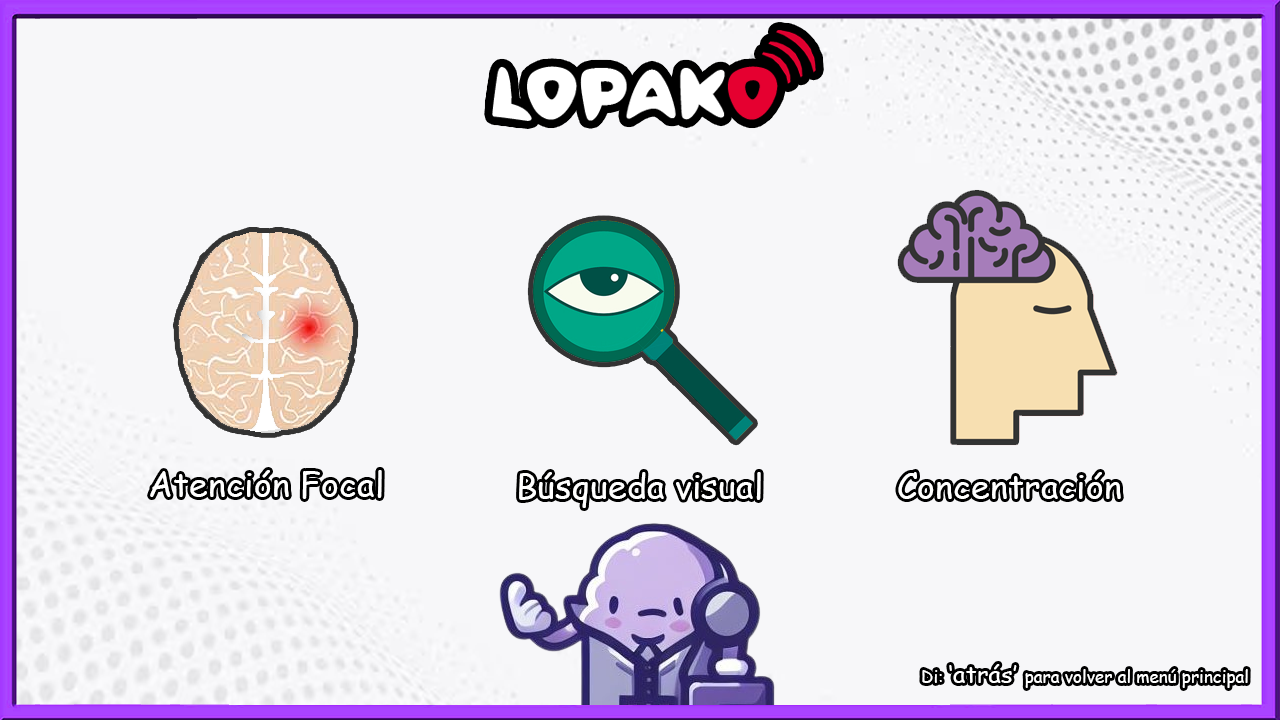 LOPAKO
Atención Focal
Búsqueda visual
Concentración
Di: 'atrás' para volver al menú principal